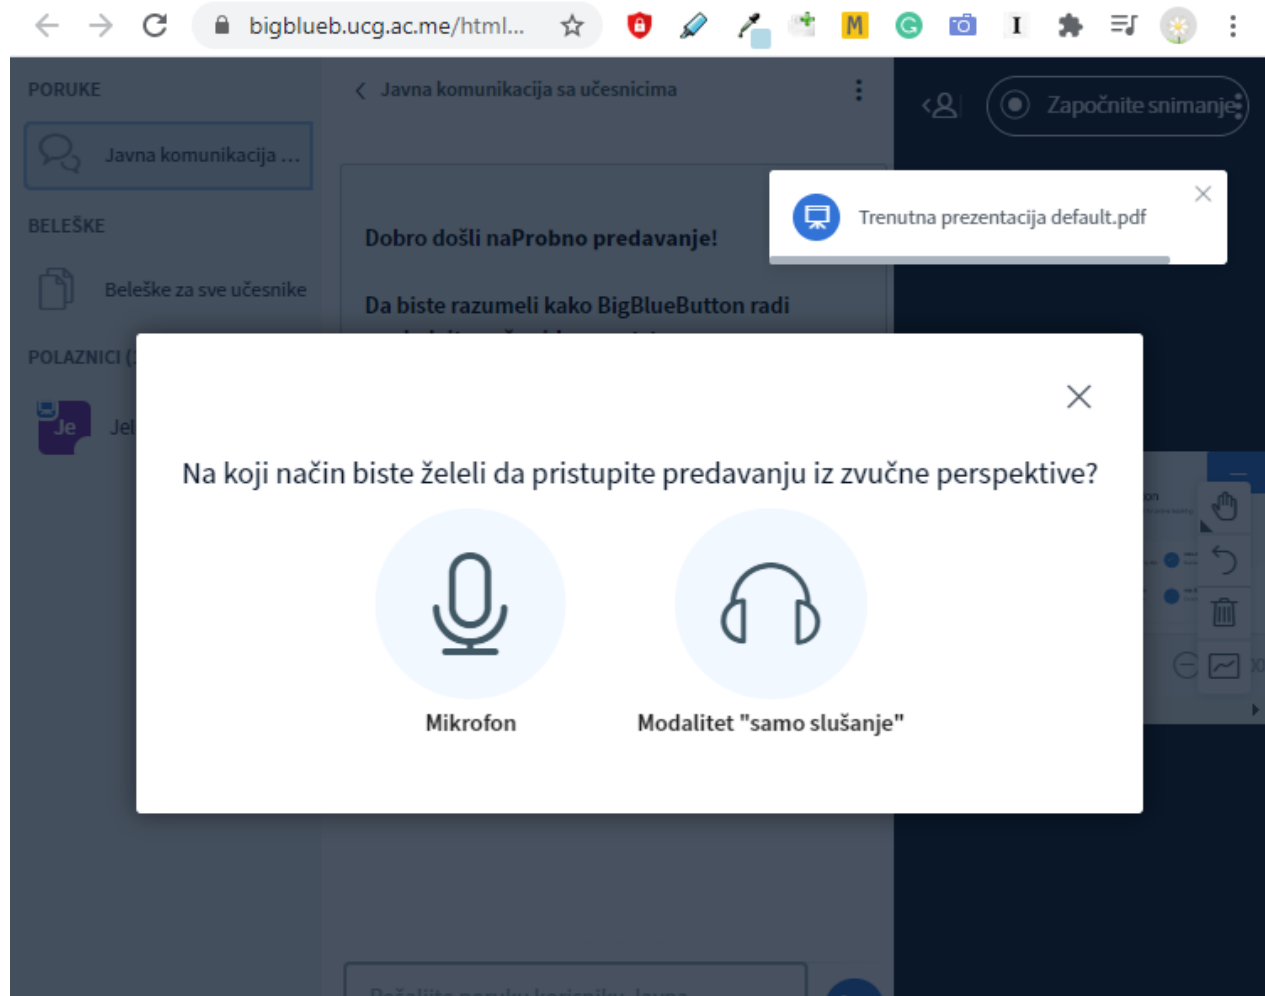 bigblueb.ucg.ac.me/html...
PORUKE
Javna komunikacija sa učesnicima
Započnite snimanje
Javna komunikacija ...
Trenutna prezentacija default.pdf
BELEŠKE
Dobro došli naProbno predavanje!
Beleške za sve učesnike
Da biste razumeli kako BigBlueButton radi
POLAZNICI (
Je
Jel
Na koji način biste želeli da pristupite predavanju iz zvučne perspektive?
Mikrofon
Modalitet "samo slušanje"